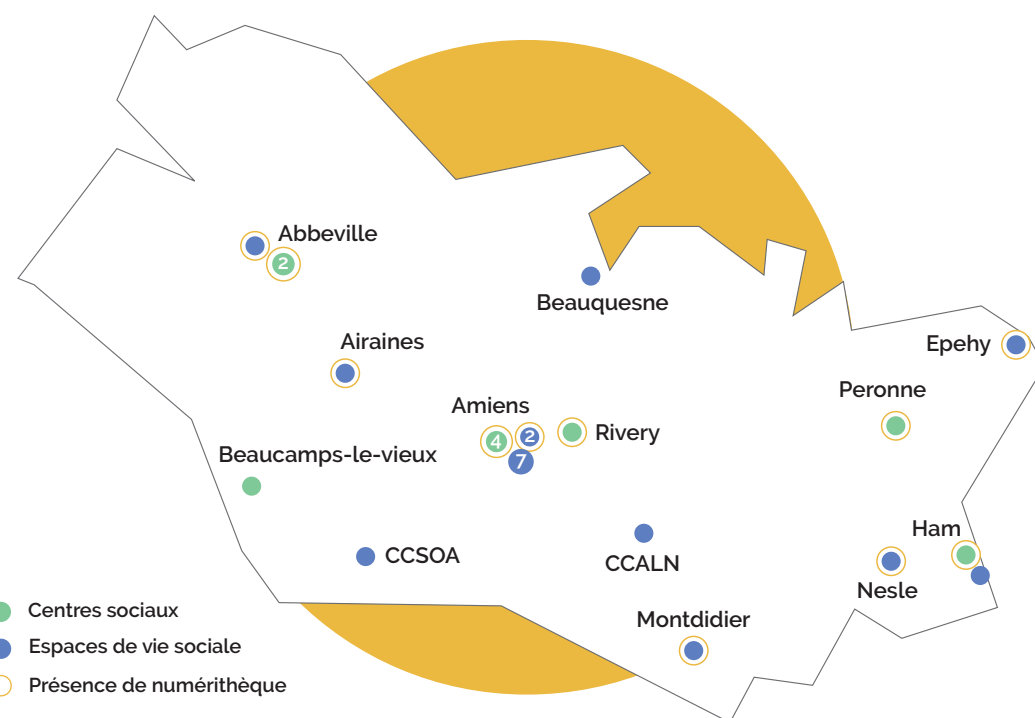 Abbeville
2
Beauquesne
Airaines
Epehy
Peronne
Amiens
4
2
7
Rivery
Beaucamps-le-vieux
CCSOA
CCALN
Ham
Nesle
Montdidier
Centres sociaux
Espaces de vie sociale
Présence de numérithèque